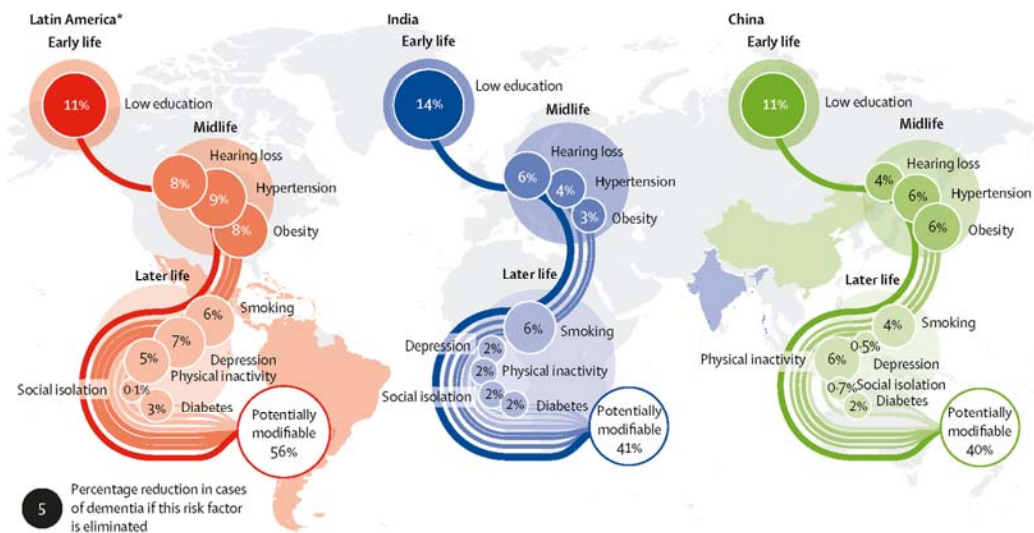 Latin America*
Early life
11%
Low education
Midlife
Hearing loss
8%
Hypertension
9%
8%
Obesity
Later life
6%
Smoking
7%
Depression
5%
Physical inactivity
Social isolation
0·1%
3%
Diabetes
Potentially
modifiable
56%
India
Early life
14%
Low education
Midlife
Hearing loss
6%
4%
Hypertension
3%
Obesity
Later life
6%
Smoking
Depression
2%
2%
Physical inactivity
Social isolation
2%
2%
Diabetes
Potentially
modifiable
41%
China
Early life
11%
Low education
Midlife
Hearing loss
4%
6%
Hypertension
6%
Obesity
Later life
4%
Smoking
0·5%
Depression
Physical inactivity
6%
0·7%
Social isolation
2%
Diabetes
Potentially
modifiable
40%
5
Percentage reduction in cases
of dementia if this risk factor
is eliminated